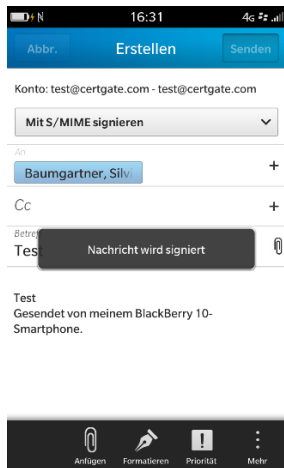 N 16:31 4G
Abbr. Erstellen Senden
Konto: test@certgate.com - test@certgate.com
Mit S/MIME signieren
An
Baumgartner, Silvi
Cc
Betreff
Test
Nachricht wird signiert
Test
Gesendet von meinem BlackBerry 10-
Smartphone.
Anfügen Formatieren Priorität Mehr